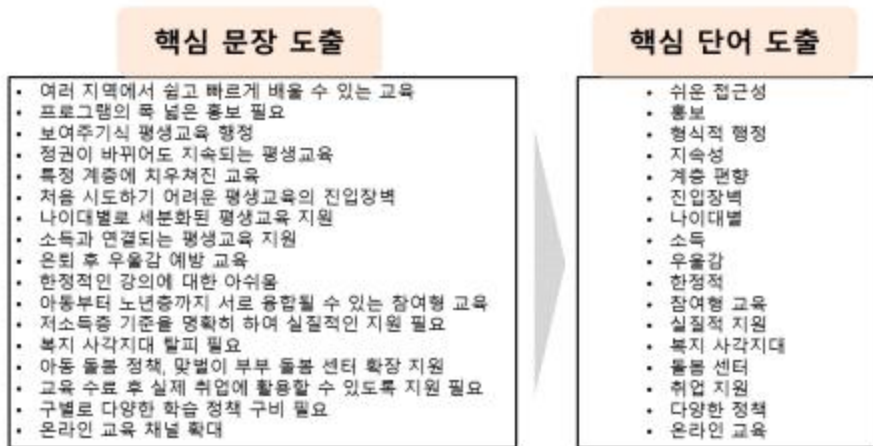 핵심 문장 도출
• 여러 지역에서 쉽고 빠르게 배울 수 있는 교육
• 프로그램의 폭 넓은 홍보 필요
• 보여주기식 평생교육 행정
• 정권이 바뀌어도 지속되는 평생교육
• 특정 계층에 치우쳐진 교육
• 처음 시도하기 어려운 평생교육의 진입장벽
• 나이대별로 세분화된 평생교육 지원
• 소득과 연결되는 평생교육 지원
• 은퇴 후 우울감 예방 교육
• 한정적인 강의에 대한 아쉬움
• 아동부터 노년층까지 서로 융합될 수 있는 참여형 교육
• 저소득층 기준을 명확히 하여 실질적인 지원 필요
• 복지 사각지대 탈피 필요
• 아동 돌봄 정책, 맞벌이 부부 돌봄 센터 확장 지원
• 교육 수료 후 실제 취업에 활용할 수 있도록 지원 필요
• 구별로 다양한 학습 정책 구비 필요
• 온라인 교육 채널 확대
핵심 단어 도출
• 쉬운 접근성
• 홍보
• 형식적 행정
• 지속성
• 계층 편향
• 진입장벽
• 나이대별
• 소득
• 우울감
• 한정적
• 참여형 교육
• 실질적 지원
• 복지 사각지대
• 돌봄 센터
• 취업 지원
• 다양한 정책
• 온라인 교육